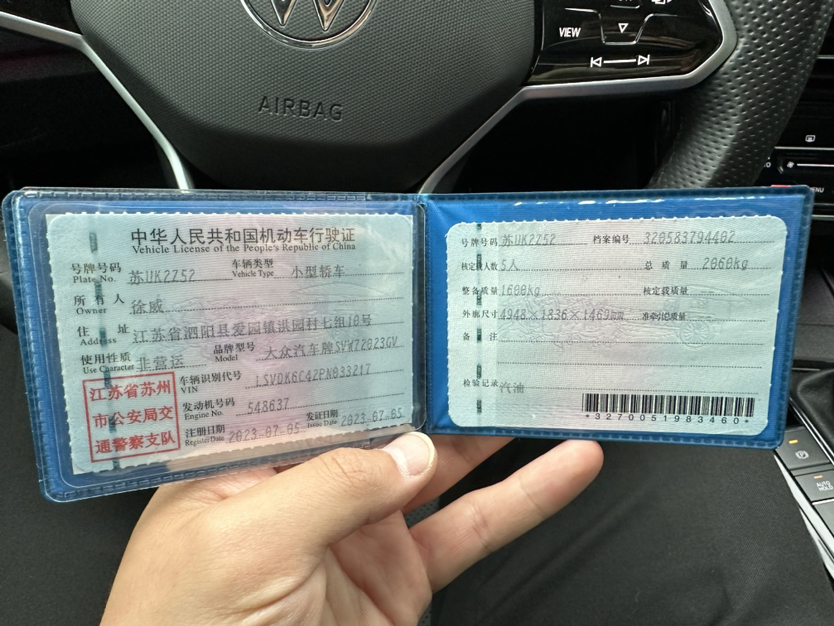 VIEW
AIRBAG
中华人民共和国机动车行驶证
Vehicle License of the People's Republic of China
号牌号码 苏UK2Z52 车辆类型 小型轿车
Plate No. Vehicle Type
所有人 徐威
Owner
住址 江苏省泗阳县爱园镇洪园村七组10号
Address
使用性质 非营运 品牌型号 大众汽车牌SVW72023GV
Use Character Model
江苏省苏州
市公安局交
通警察支队
车辆识别代号 LSVDK6C42PN033217
VIN
发动机号码 548637
Engine No.
注册日期 2023-07-05 发证日期 2023-07-05
Register Date Issue Date
号牌号码 苏UK2Z52 档案编号 320583794402
核定载人数 5人 总质量 2060kg
整备质量 1600kg 核定载质量
外廓尺寸 4948×1836×1469mm 准牵引总质量
备注
检验记录 汽油
*3270051983460*
MENU
AUTO
HOLD